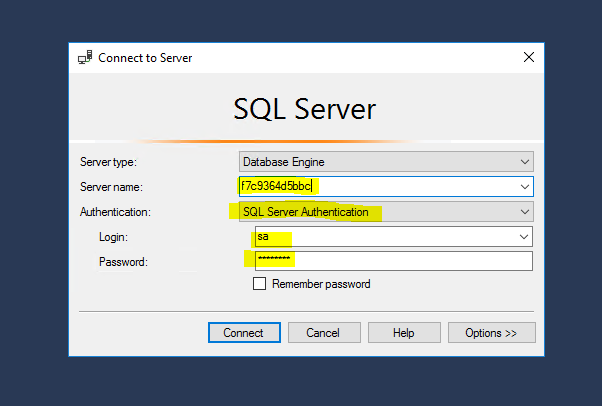 Connect to Server
SQL Server
Server type: Database Engine
Server name: f7c9364d5bbc
Authentication: SQL Server Authentication
Login: sa
Password: ********
Remember password
Connect Cancel Help Options >>